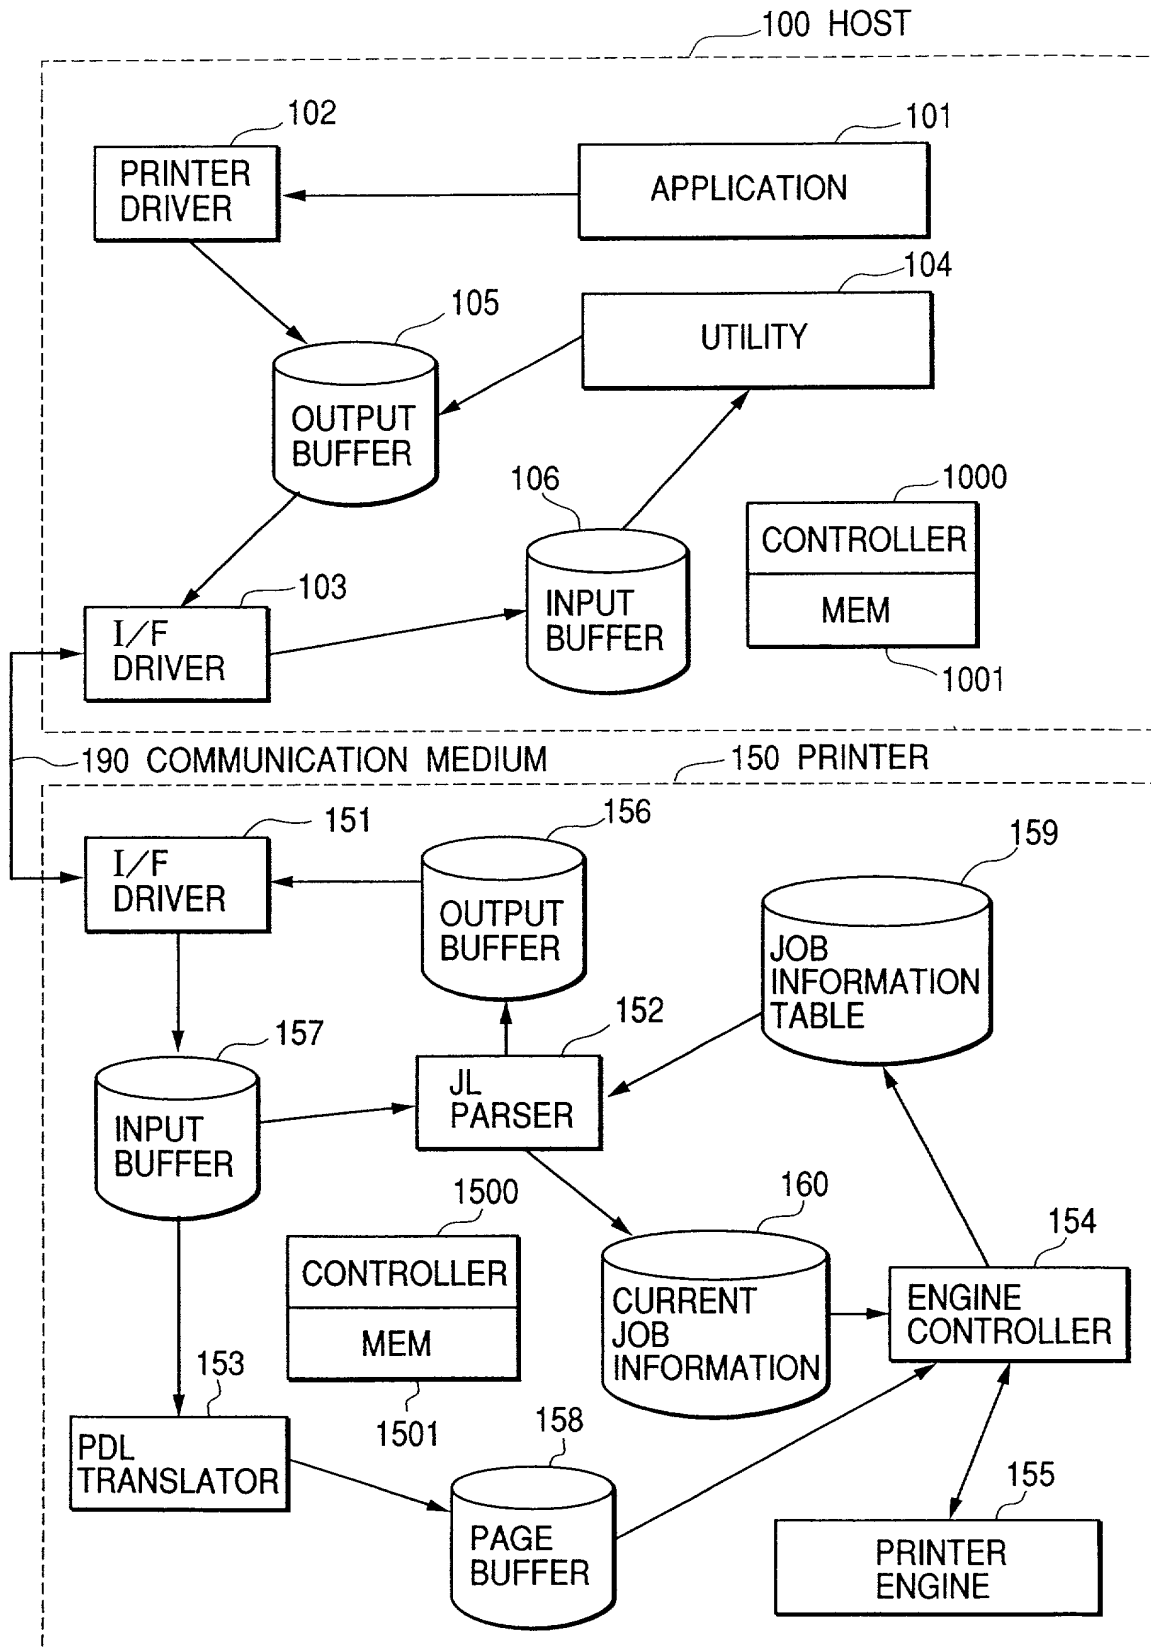 100 HOST
102
101
PRINTER
DRIVER
APPLICATION
104
105
UTILITY
OUTPUT
BUFFER
106
1000
CONTROLLER
MEM
1001
103
I/F
DRIVER
INPUT
BUFFER
190 COMMUNICATION MEDIUM
150 PRINTER
151
I/F
DRIVER
156
OUTPUT
BUFFER
159
JOB
INFORMATION
TABLE
157
INPUT
BUFFER
152
JL
PARSER
1500
CONTROLLER
MEM
1501
160
CURRENT
JOB
INFORMATION
154
ENGINE
CONTROLLER
153
PDL
TRANSLATOR
158
PAGE
BUFFER
155
PRINTER
ENGINE